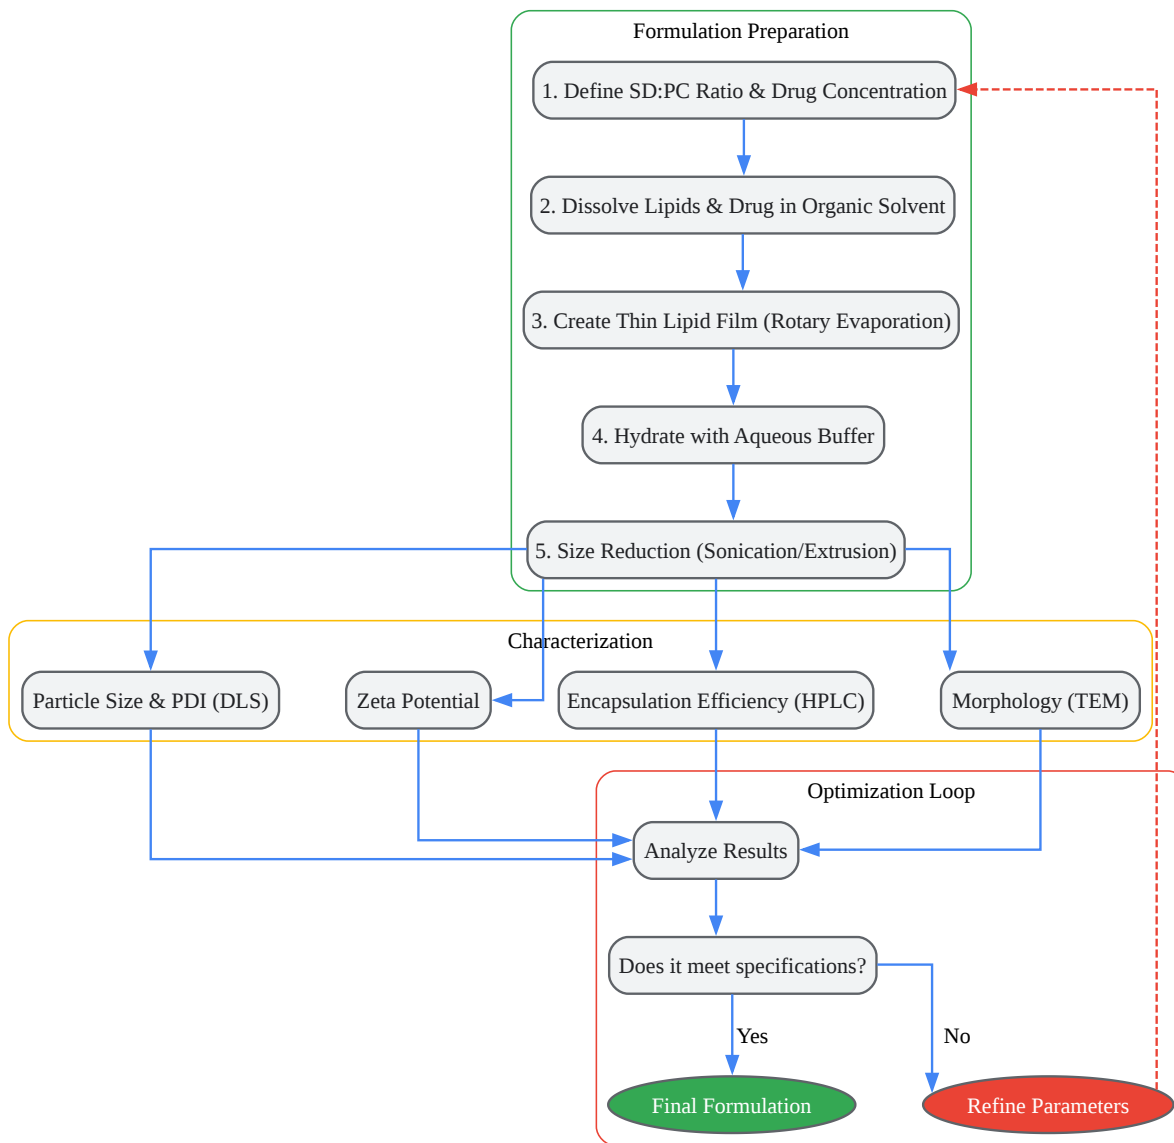 Formulation Preparation
1. Define SD:PC Ratio & Drug Concentration
2. Dissolve Lipids & Drug in Organic Solvent
3. Create Thin Lipid Film (Rotary Evaporation)
4. Hydrate with Aqueous Buffer
5. Size Reduction (Sonication/Extrusion)
Characterization
Particle Size & PDI (DLS)
Zeta Potential
Encapsulation Efficiency (HPLC)
Morphology (TEM)
Optimization Loop
Analyze Results
Does it meet specifications?
Yes
No
Final Formulation
Refine Parameters